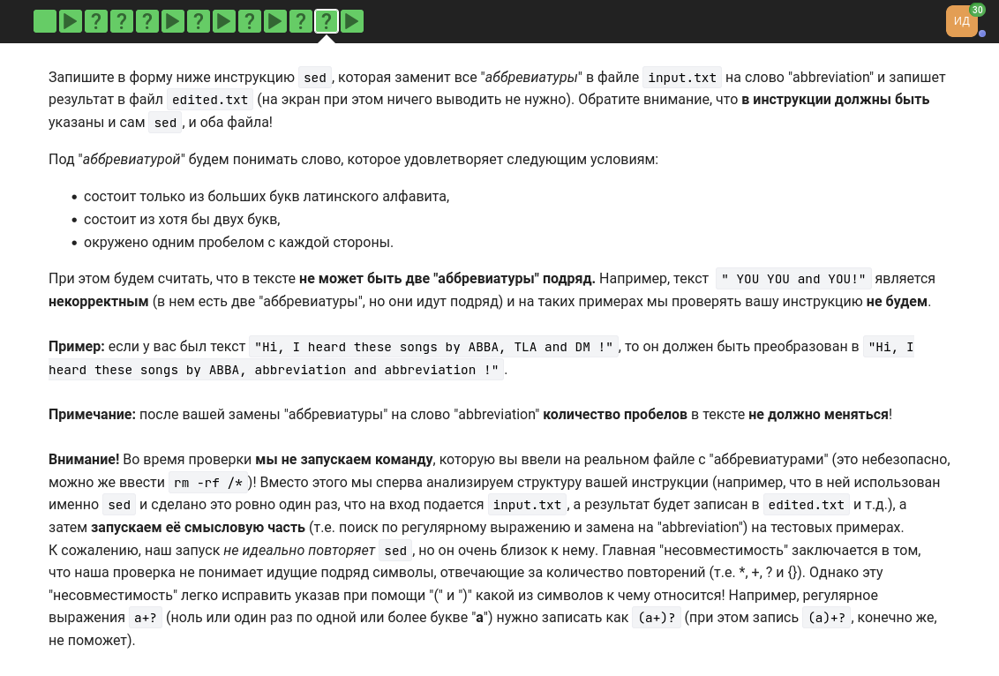 ? ? ? ? ? ? ?
30
ИД
Запишите в форму ниже инструкцию sed, которая заменит все "аббревиатуры" в файле input.txt на слово "abbreviation" и запишет
результат в файл edited.txt (на экран при этом ничего выводить не нужно). Обратите внимание, что в инструкции должны быть
указаны и сам sed, и оба файла!
Под "аббревиатурой" будем понимать слово, которое удовлетворяет следующим условиям:
• состоит только из больших букв латинского алфавита,
• состоит из хотя бы двух букв,
• окружено одним пробелом с каждой стороны.
При этом будем считать, что в тексте не может быть две "аббревиатуры" подряд. Например, текст " YOU YOU and YOU!" является
некорректным (в нем есть две "аббревиатуры", но они идут подряд) и на таких примерах мы проверять вашу инструкцию не будем.
Пример: если у вас был текст "Hi, I heard these songs by ABBA, TLA and DM !", то он должен быть преобразован в "Hi, I
heard these songs by ABBA, abbreviation and abbreviation !".
Примечание: после вашей замены "аббревиатуры" на слово "abbreviation" количество пробелов в тексте не должно меняться!
Внимание! Во время проверки мы не запускаем команду, которую вы ввели на реальном файле с "аббревиатурами" (это небезопасно,
можно же ввести rm -rf /*)! Вместо этого мы сперва анализируем структуру вашей инструкции (например, что в ней использован
именно sed и сделано это ровно один раз, что на вход подается input.txt, а результат будет записан в edited.txt и т.д.), а
затем запускаем её смысловую часть (т.е. поиск по регулярному выражению и замена на "abbreviation") на тестовых примерах.
К сожалению, наш запуск не идеально повторяет sed, но он очень близок к нему. Главная "несовместимость" заключается в том,
что наша проверка не понимает идущие подряд символы, отвечающие за количество повторений (т.е. *, +, ? и {}). Однако эту
"несовместимость" легко исправить указав при помощи "(" и ")" какой из символов к чему относится! Например, регулярное
выражения a+? (ноль или один раз по одной или более букве "a") нужно записать как (a+)? (при этом запись (a)+?, конечно же,
не поможет).